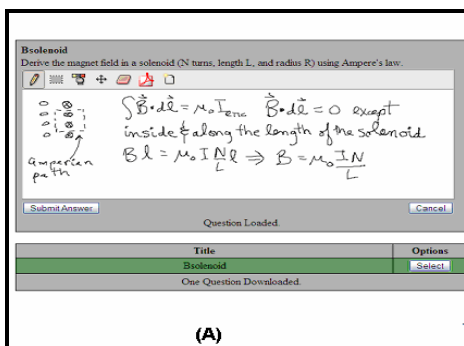 Bsolenoid
Derive the magnet field in a solenoid (N turns, length L, and radius R) using Ampere's law.
∫B⃗•dl⃗ = μ₀I_enc B⃗•dl⃗ = 0 except
inside & along the length of the solenoid
amperian
path
Bl = μ₀I N/L l ⇒ B = μ₀ IN/L
Submit Answer Cancel
Question Loaded.
Title Options
Bsolenoid Select
One Question Downloaded.
(A)